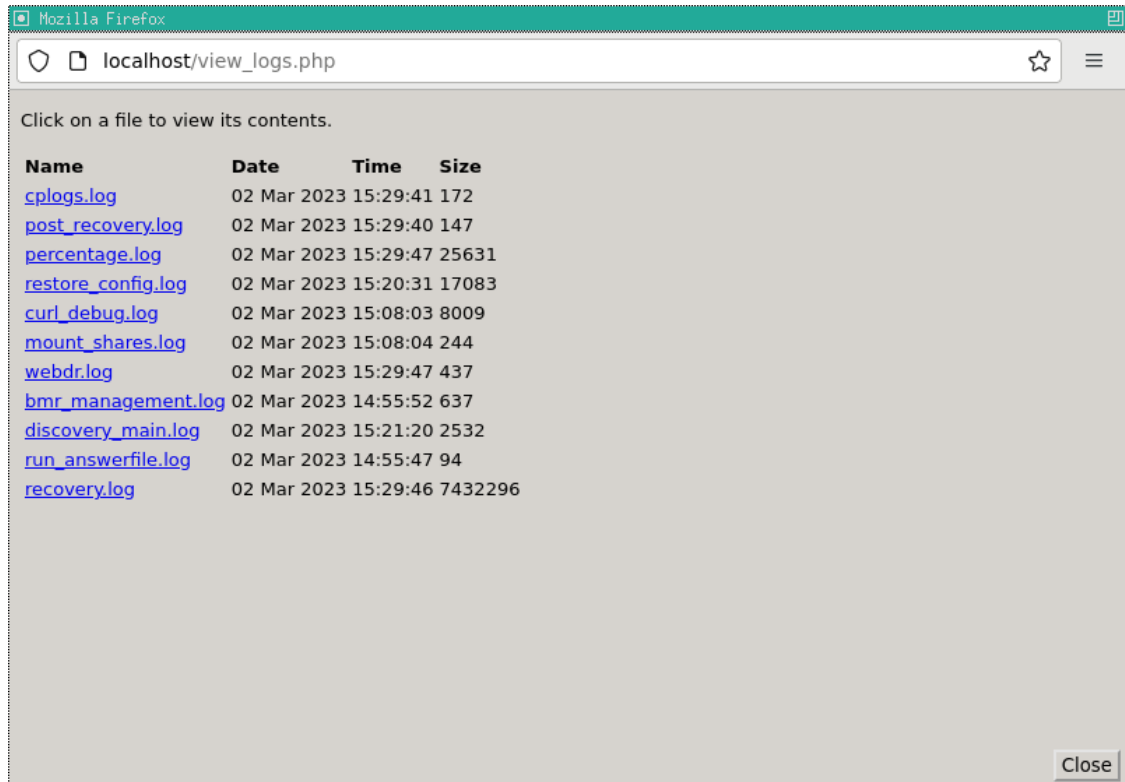 Mozilla Firefox
localhost/view_logs.php
Click on a file to view its contents.
Name Date Time Size
cplogs.log 02 Mar 2023 15:29:41 172
post_recovery.log 02 Mar 2023 15:29:40 147
percentage.log 02 Mar 2023 15:29:47 25631
restore_config.log 02 Mar 2023 15:20:31 17083
curl_debug.log 02 Mar 2023 15:08:03 8009
mount_shares.log 02 Mar 2023 15:08:04 244
webdr.log 02 Mar 2023 15:29:47 437
bmr_management.log 02 Mar 2023 14:55:52 637
discovery_main.log 02 Mar 2023 15:21:20 2532
run_answerfile.log 02 Mar 2023 14:55:47 94
recovery.log 02 Mar 2023 15:29:46 7432296
Close